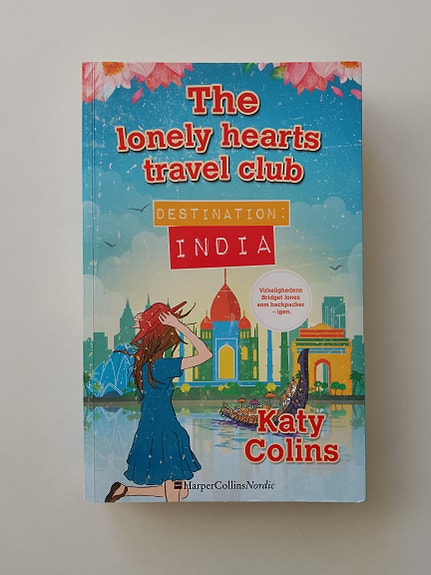 The
lonely hearts
travel club
DESTINATION:
INDIA
Virkelighedens
Bridget Jones
som backpacker
– igen.
Katy
Colins
HarperCollinsNordic